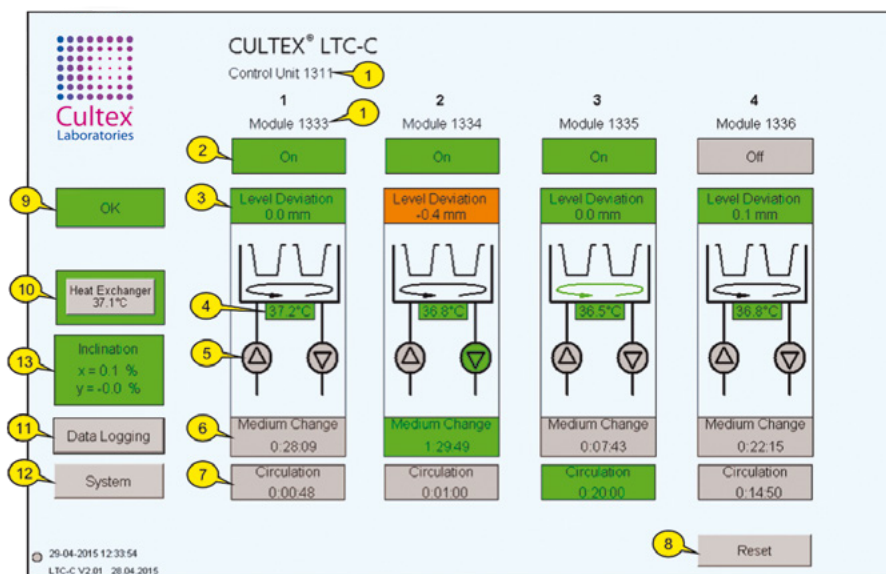 CULTEX® LTC-C
Control Unit 1311
1
1 2 3 4
Module 1333 1 Module 1334 Module 1335 Module 1336
Cultex®
Laboratories
2 On On On Off
9 OK
3 Level Deviation Level Deviation Level Deviation Level Deviation
0.0 mm -0.4 mm 0.0 mm 0.1 mm
10 Heat Exchanger
37.1°C
4 37.2°C 36.8°C 36.5°C 36.8°C
5
13 Inclination
x = 0.1 %
y = -0.0 %
11 Data Logging
6 Medium Change Medium Change Medium Change Medium Change
0:28:09 1:29:49 0:07:43 0:22:15
12 System
7 Circulation Circulation Circulation Circulation
0:00:48 0:01:00 0:20:00 0:14:50
8 Reset
29-04-2015 12:33:54
LTC-C V2.01 28.04.2015